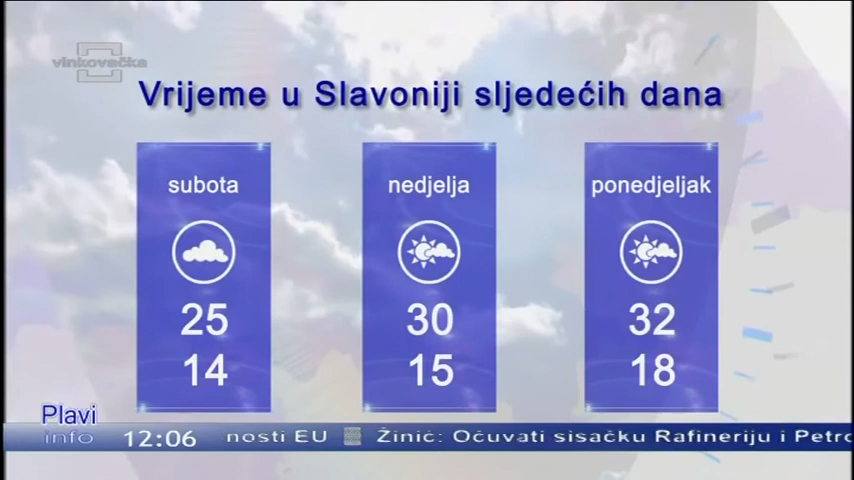 vinkovačka
Vrijeme u Slavoniji sljedećih dana
subota
25
14
nedjelja
30
15
ponedjeljak
32
18
Plavi
info
12:06
nosti EU
Žinić: Očuvati sisačku Rafineriju i Petro